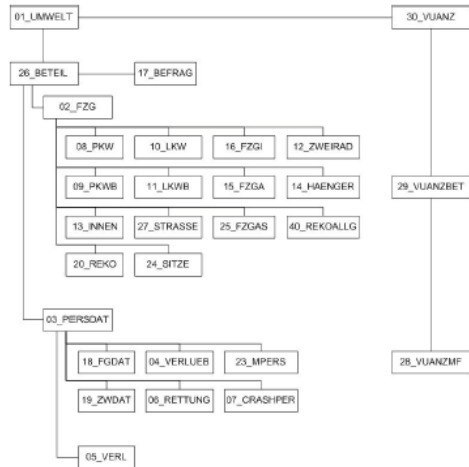 01_UMWELT 30_VUANZ
26_BETEIL 17_BEFRAG
02_FZG
08_PKW 10_LKW 16_FZGI 12_ZWEIRAD
09_PKWB 11_LKWB 15_FZGA 14_HAENGER 29_VUANZBET
13_INNEN 27_STRASSE 25_FZGAS 40_REKOALLG
20_REKO 24_SITZE
03_PERSDAT
18_FGDAT 04_VERLUEB 23_MPERS 28_VUANZMF
19_ZWDAT 06_RETTUNG 07_CRASHPER
05_VERL